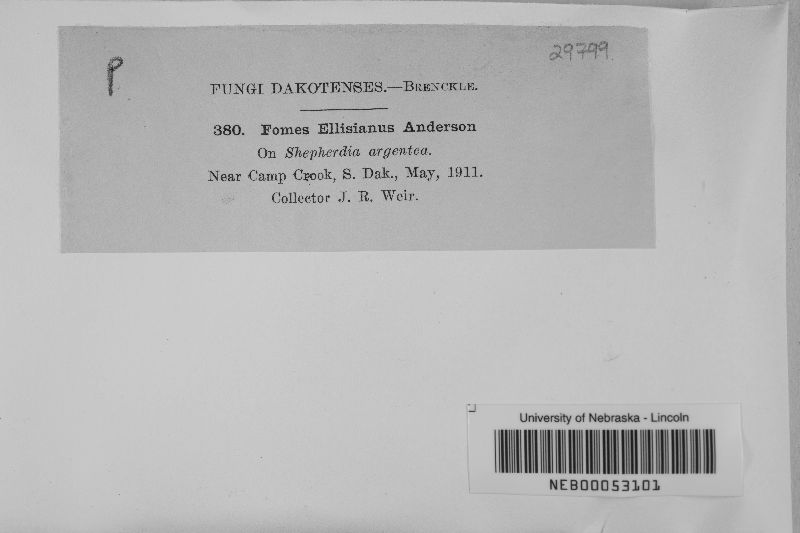 P
29799
FUNGI DAKOTENSES.—BRENCKLE.
380. Fomes Ellisianus Anderson
On Shepherdia argentea.
Near Camp Crook, S. Dak., May, 1911.
Collector J. R. Weir.
University of Nebraska - Lincoln
NEB00053101